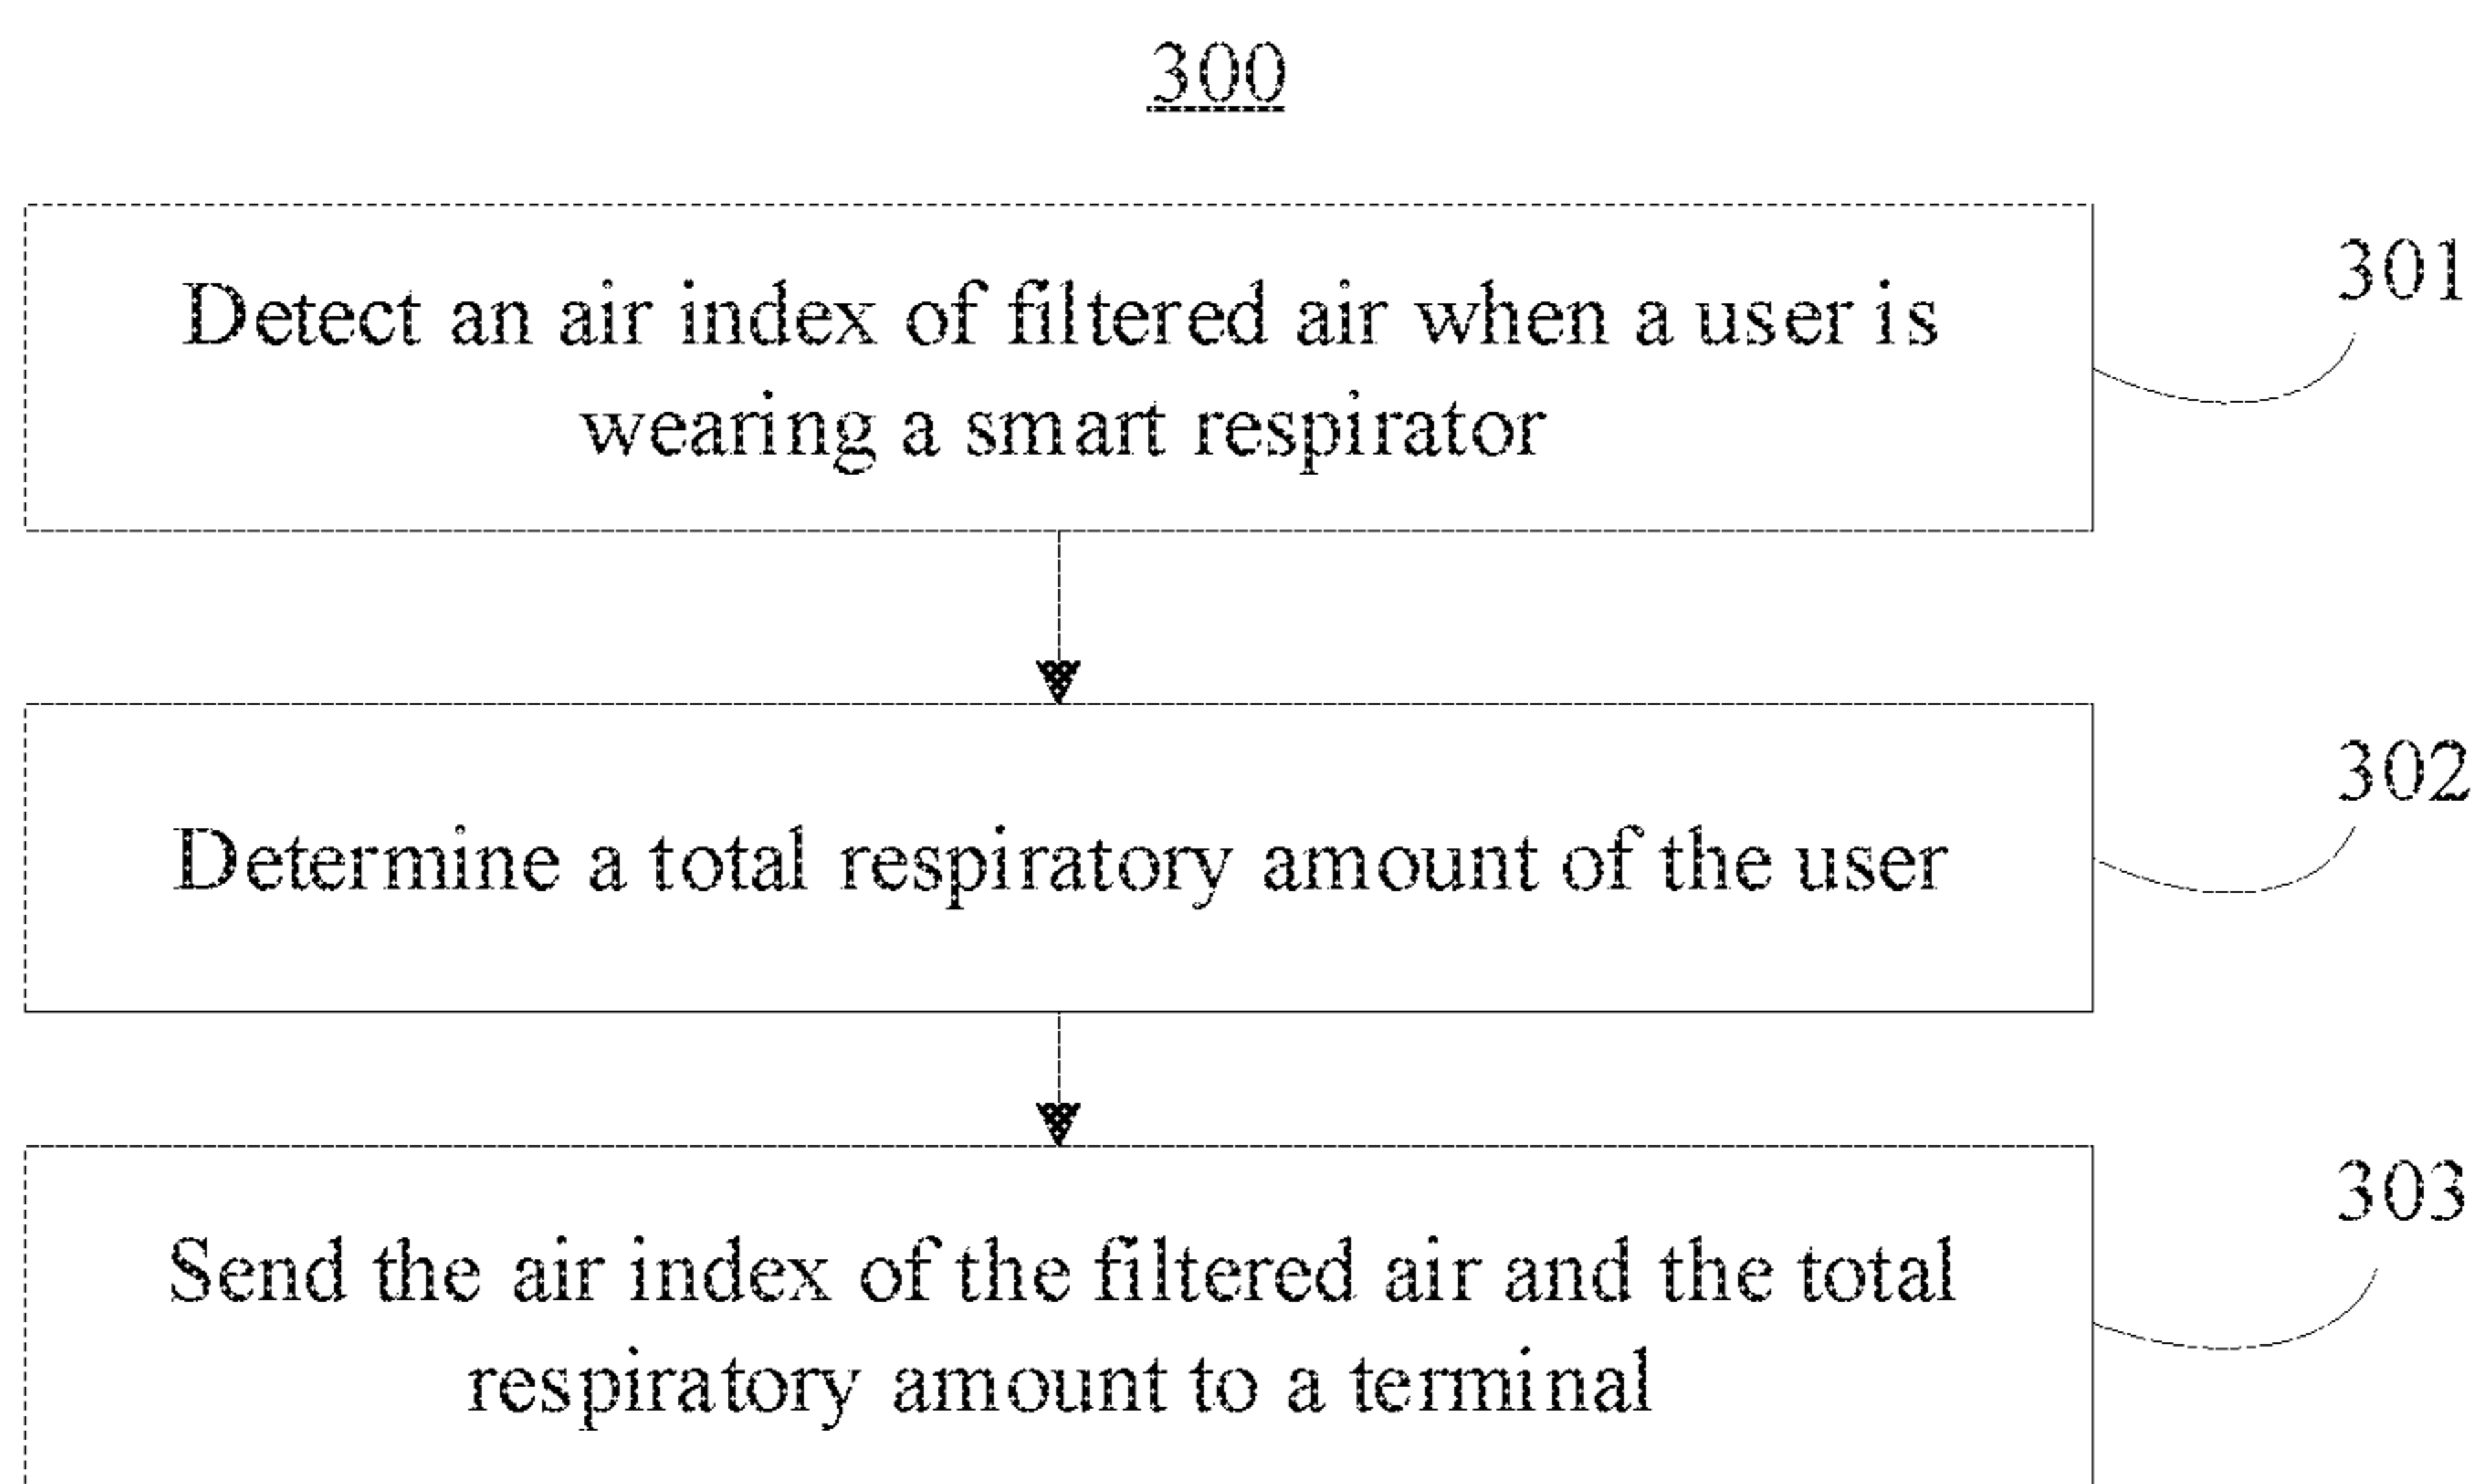 300
Detect an air index of filtered air when a user is
wearing a smart respirator
301
Determine a total respiratory amount of the user
302
Send the air index of the filtered air and the total
respiratory amount to a terminal
303